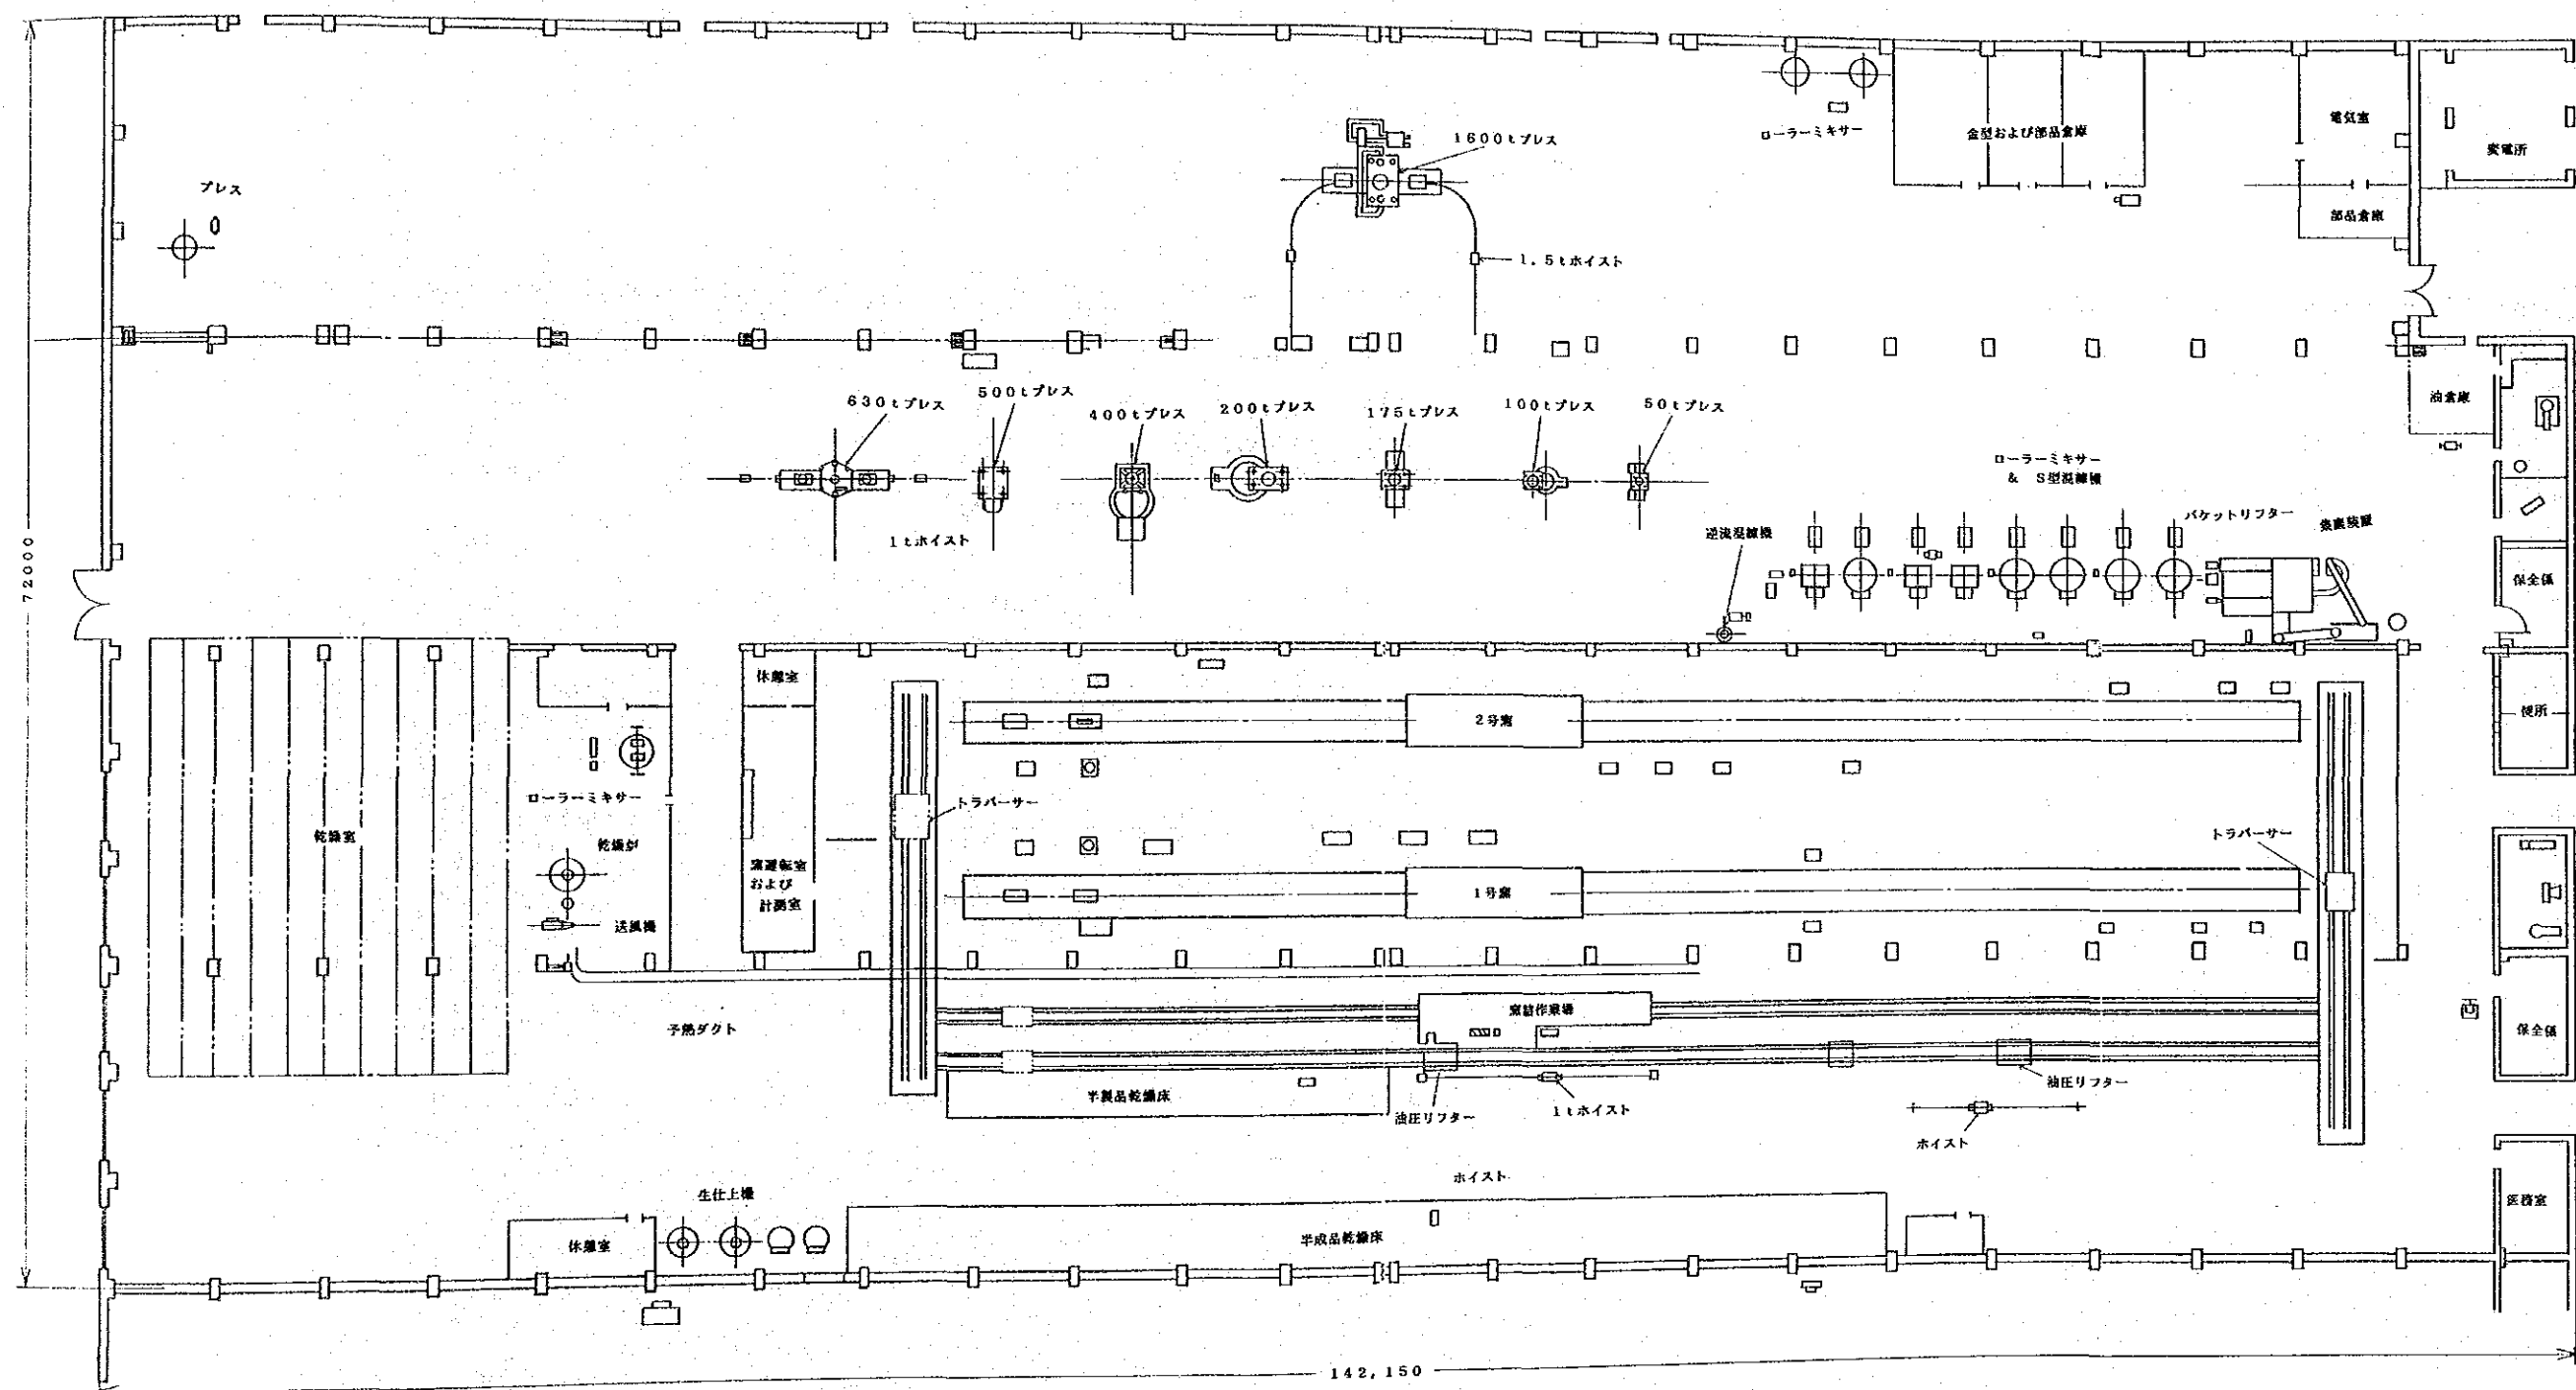 ローラーミキサー
金型および部品倉庫
電気室
変電所
部品倉庫
1600tプレス
1.5tホイスト
プレス
72000
630tプレス
500tプレス
400tプレス
200tプレス
175tプレス
100tプレス
50tプレス
1tホイスト
油倉庫
ローラーミキサー
& S型混練機
逆流混練機
バケットリフター
集塵装置
保全係
便所
休憩室
2号窯
ローラーミキサー
乾燥室
乾燥炉
送風機
窯運転室
および
計測室
トラバーサー
トラバーサー
1号窯
予熱ダクト
窯詰作業場
半製品乾燥床
油圧リフター
1tホイスト
油圧リフター
ホイスト
保全係
医務室
生仕上機
休憩室
ホイスト
半成品乾燥床
142,150